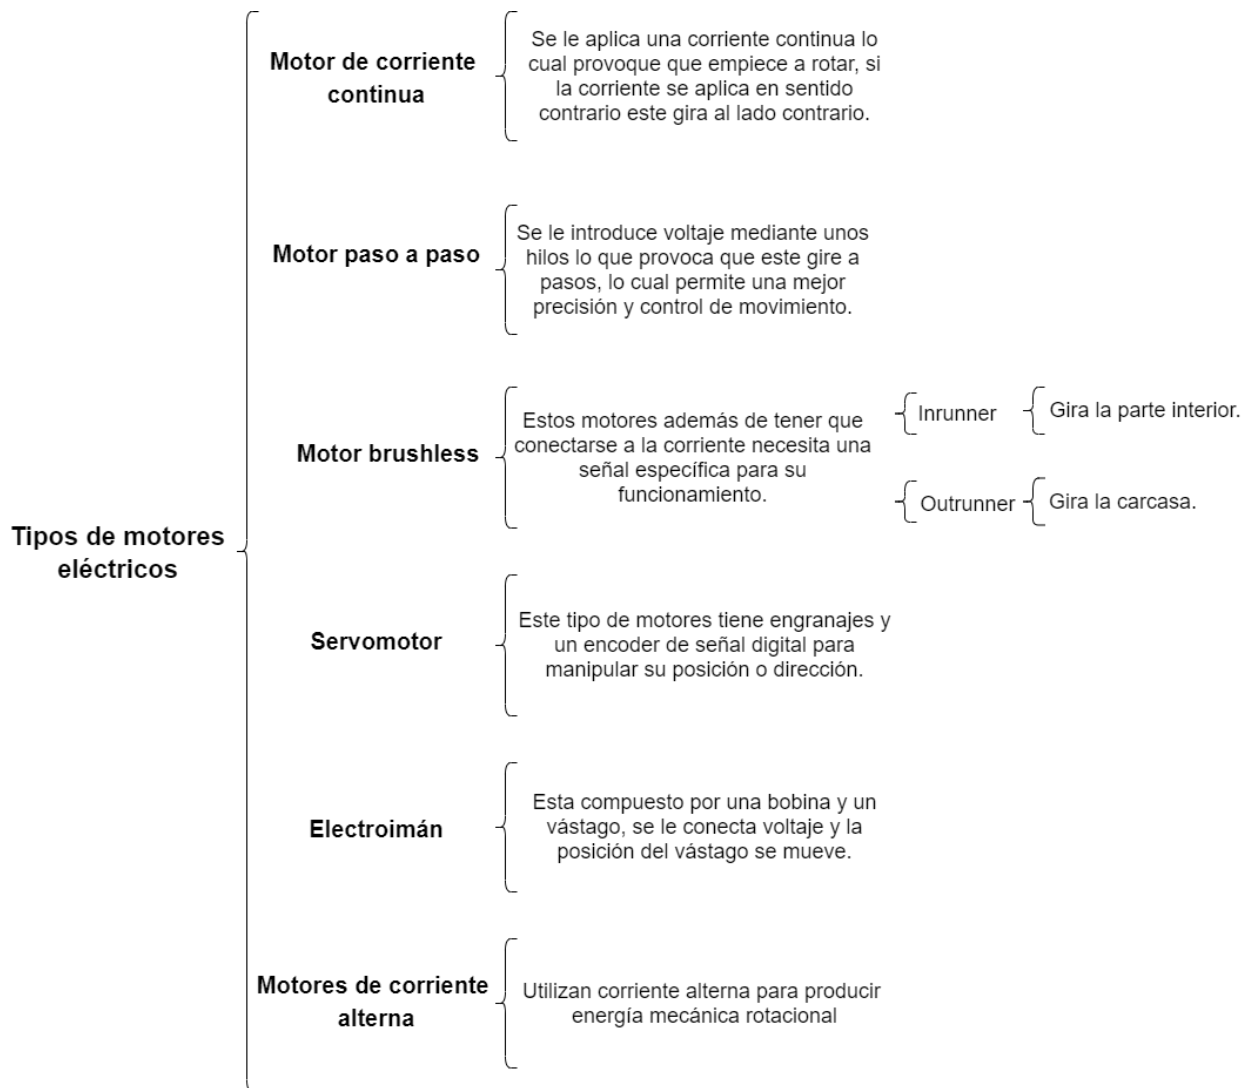 Tipos de motores
eléctricos
Motor de corriente
continua
Se le aplica una corriente continua lo
cual provoque que empiece a rotar, si
la corriente se aplica en sentido
contrario este gira al lado contrario.
Motor paso a paso
Se le introduce voltaje mediante unos
hilos lo que provoca que este gire a
pasos, lo cual permite una mejor
precisión y control de movimiento.
Motor brushless
Estos motores además de tener que
conectarse a la corriente necesita una
señal específica para su
funcionamiento.
Inrunner
Gira la parte interior.
Outrunner
Gira la carcasa.
Servomotor
Este tipo de motores tiene engranajes y
un encoder de señal digital para
manipular su posición o dirección.
Electroimán
Esta compuesto por una bobina y un
vástago, se le conecta voltaje y la
posición del vástago se mueve.
Motores de corriente
alterna
Utilizan corriente alterna para producir
energía mecánica rotacional